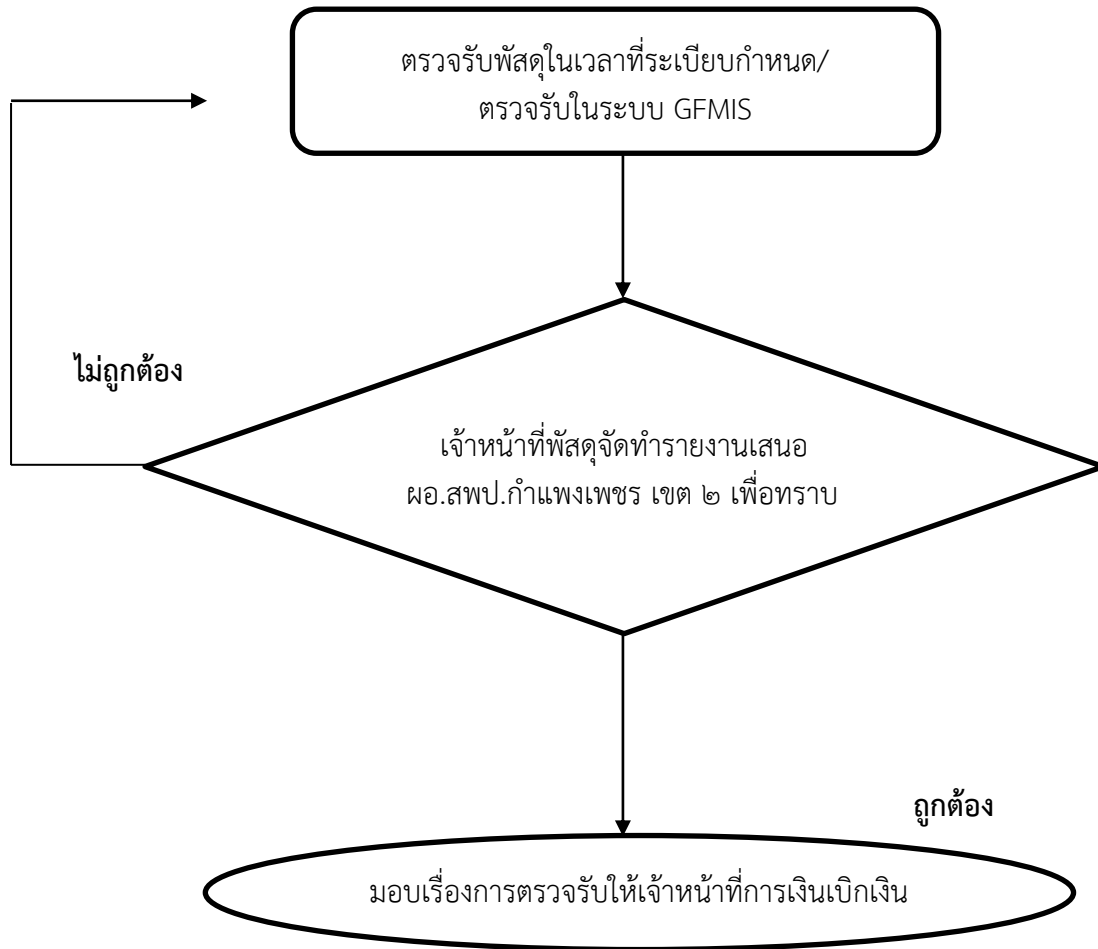 ตรวจรับพัสดุในเวลาที่ระเบียบกำหนด/
ตรวจรับในระบบ GFMIS
ไม่ถูกต้อง
เจ้าหน้าที่พัสดุจัดทำรายงานเสนอ
ผอ.สพป.กำแพงเพชร เขต ๒ เพื่อทราบ
ถูกต้อง
มอบเรื่องการตรวจรับให้เจ้าหน้าที่การเงินเบิกเงิน